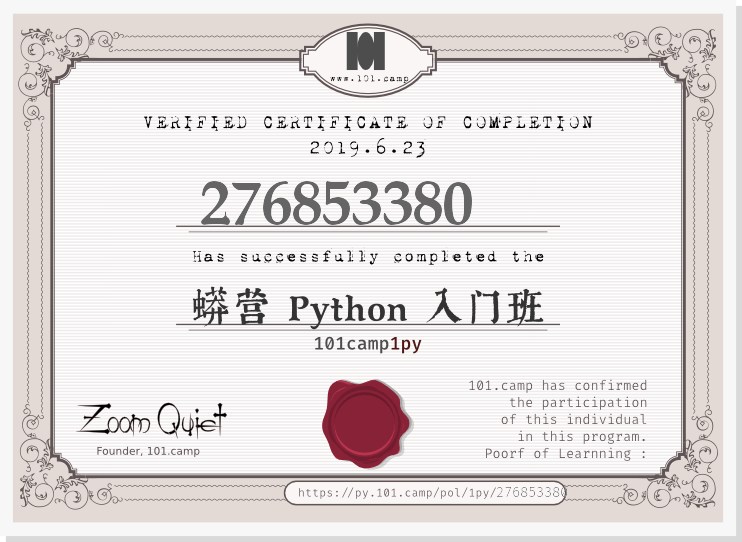 101
www.101.camp
VERIFIED CERTIFICATE OF COMPLETION
2019.6.23
276853380
Has successfully completed the
蟒营 Python 入门班
101camp1py
Zoom Quiet
Founder, 101.camp
101.camp has confirmed
the participation
of this individual
in this program.
Poorf of Learnning :
https://py.101.camp/pol/1py/276853380